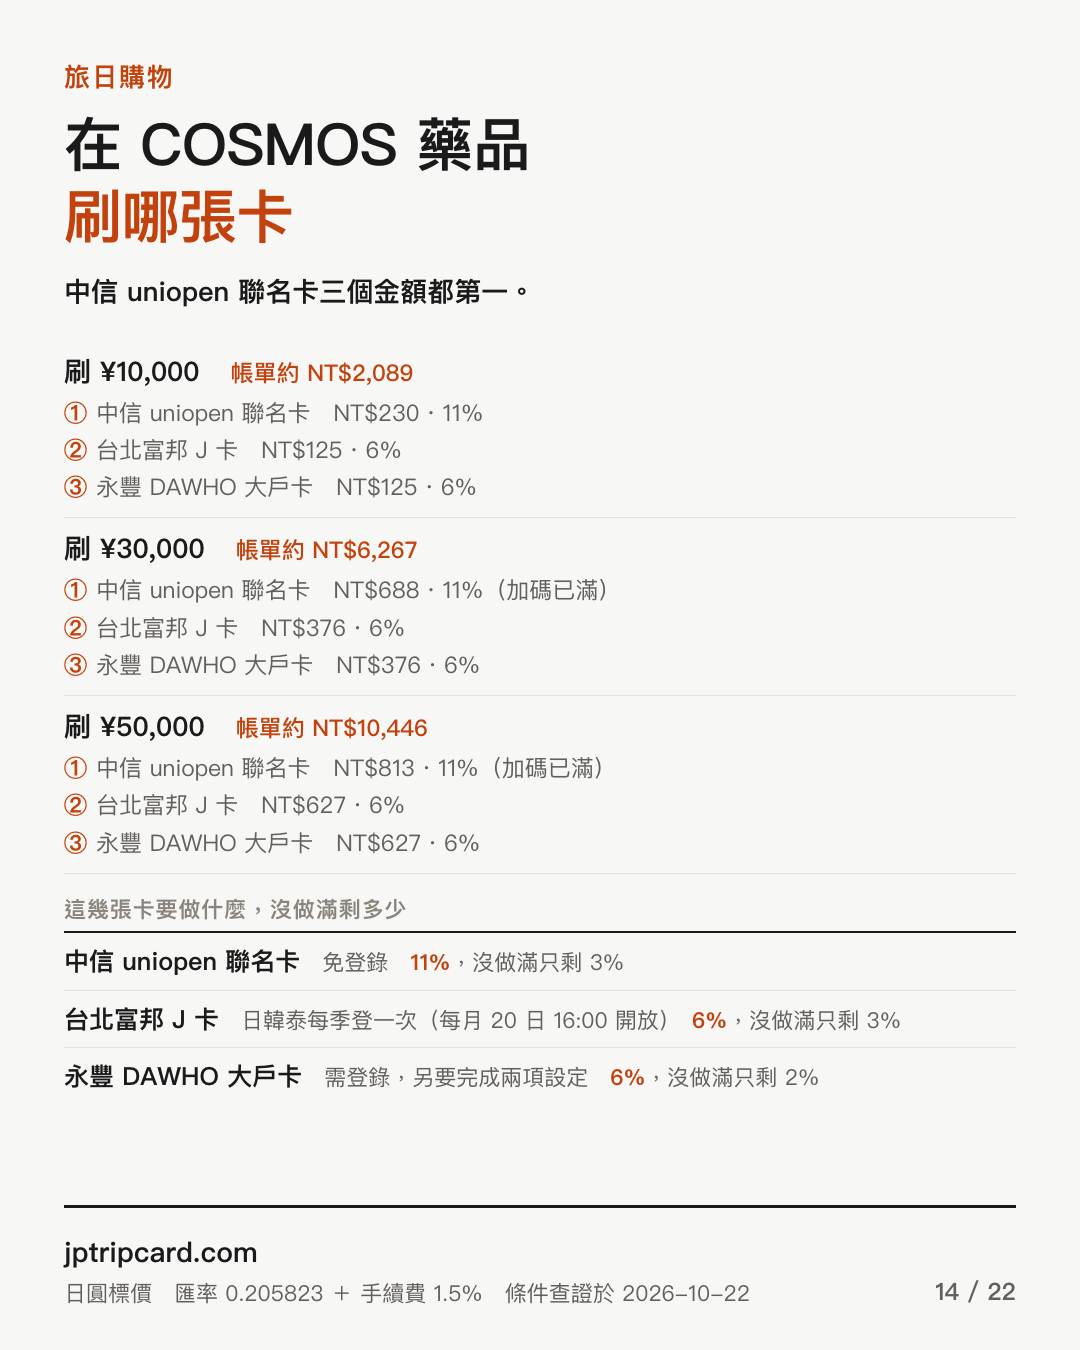 旅日購物
在 COSMOS 藥品
刷哪張卡
中信 uniopen 聯名卡三個金額都第一。
刷 ¥10,000 帳單約 NT$2,089
① 中信 uniopen 聯名卡 NT$230 · 11%
② 台北富邦 J 卡 NT$125 · 6%
③ 永豐 DAWHO 大戶卡 NT$125 · 6%
刷 ¥30,000 帳單約 NT$6,267
① 中信 uniopen 聯名卡 NT$688 · 11%（加碼已滿）
② 台北富邦 J 卡 NT$376 · 6%
③ 永豐 DAWHO 大戶卡 NT$376 · 6%
刷 ¥50,000 帳單約 NT$10,446
① 中信 uniopen 聯名卡 NT$813 · 11%（加碼已滿）
② 台北富邦 J 卡 NT$627 · 6%
③ 永豐 DAWHO 大戶卡 NT$627 · 6%
這幾張卡要做什麼，沒做滿剩多少
中信 uniopen 聯名卡 免登錄 11%，沒做滿只剩 3%
台北富邦 J 卡 日韓泰每季登一次（每月 20 日 16:00 開放） 6%，沒做滿只剩 3%
永豐 DAWHO 大戶卡 需登錄，另要完成兩項設定 6%，沒做滿只剩 2%
jptripcard.com
日圓標價 匯率 0.205823 ＋ 手續費 1.5% 條件查證於 2026–10–22
14 / 22